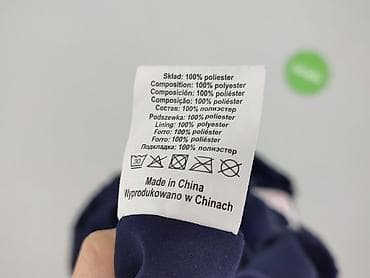 Skład: 100% poliester
Composition: 100% polyester
Composición: 100% poliéster
Composição: 100% poliéster
Состав: 100% полиэстер
Podszewka: 100% poliester
Lining: 100% polyester
Forro: 100% poliéster
Forro: 100% poliéster
Подкладка: 100% полиэстер
Made in China
Wyprodukowano w Chinach